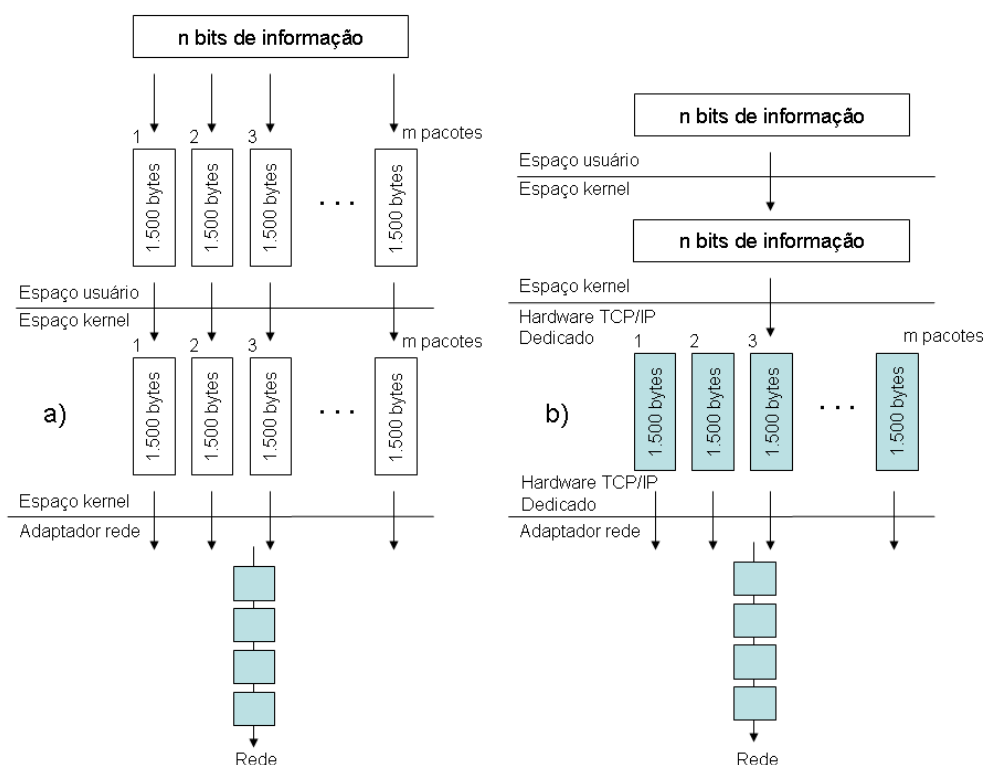 n bits de informação
1
2
3
m pacotes
1.500 bytes
1.500 bytes
1.500 bytes
. . .
1.500 bytes
Espaço usuário
Espaço kernel
1
2
3
m pacotes
a)
1.500 bytes
1.500 bytes
1.500 bytes
. . .
1.500 bytes
Espaço kernel
Adaptador rede
Rede
n bits de informação
Espaço usuário
Espaço kernel
n bits de informação
Espaço kernel
Hardware TCP/IP
Dedicado
1
2
3
m pacotes
b)
1.500 bytes
1.500 bytes
1.500 bytes
. . .
1.500 bytes
Hardware TCP/IP
Dedicado
Adaptador rede
Rede